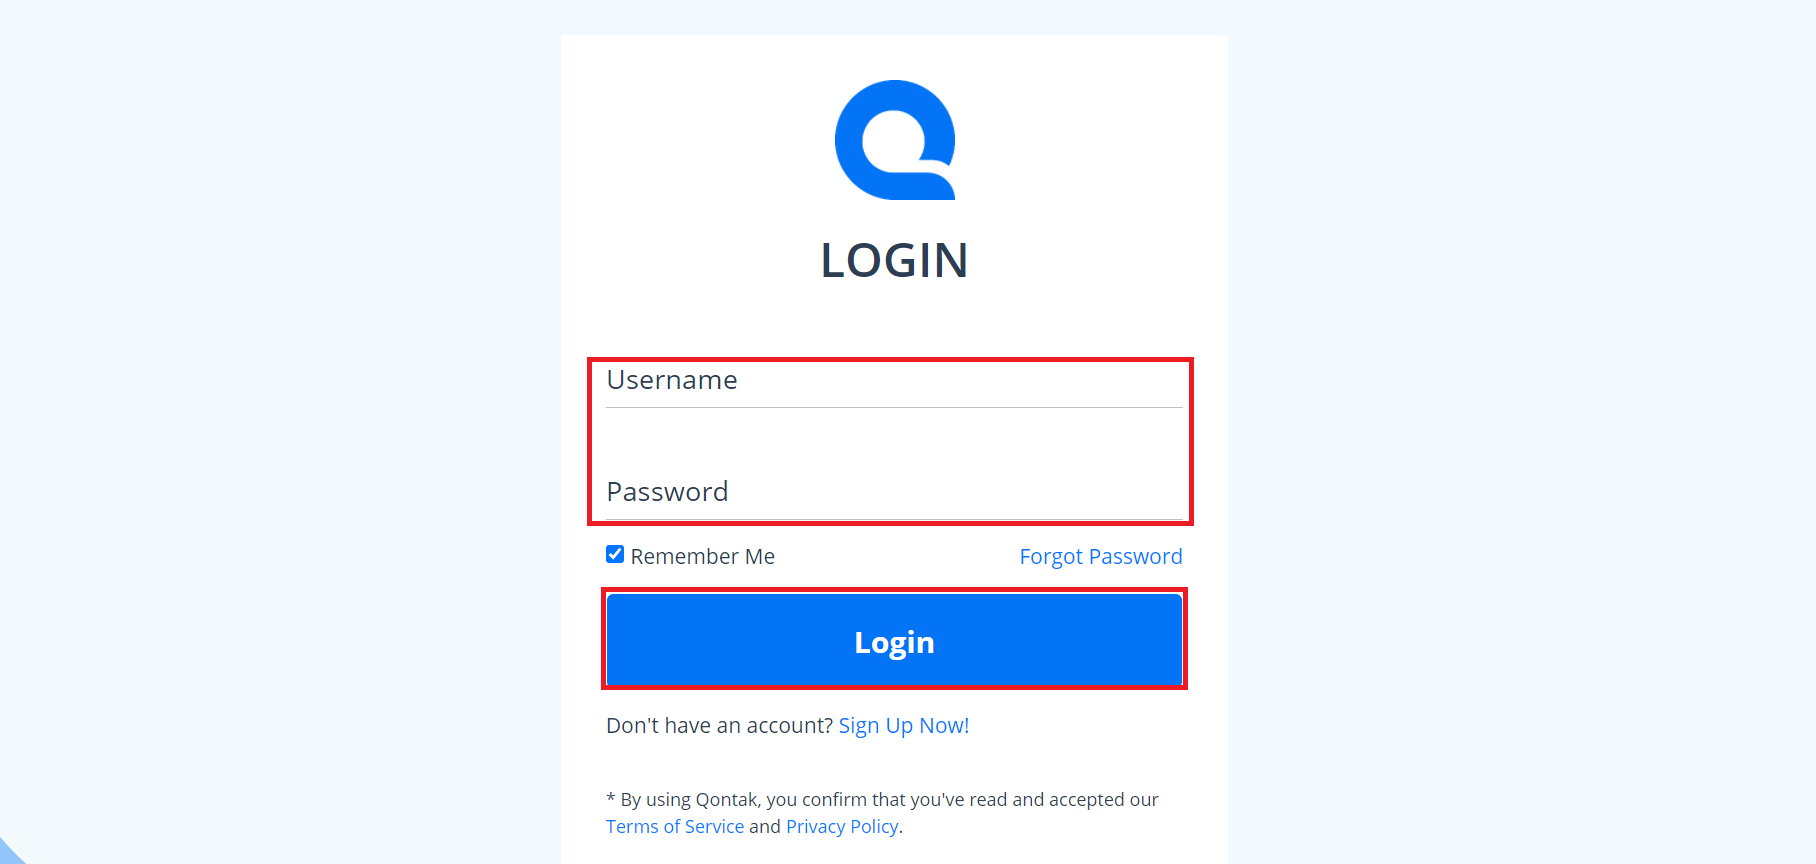 LOGIN
Username
Password
Remember Me Forgot Password
Login
Don't have an account? Sign Up Now!
* By using Qontak, you confirm that you've read and accepted our
Terms of Service and Privacy Policy.